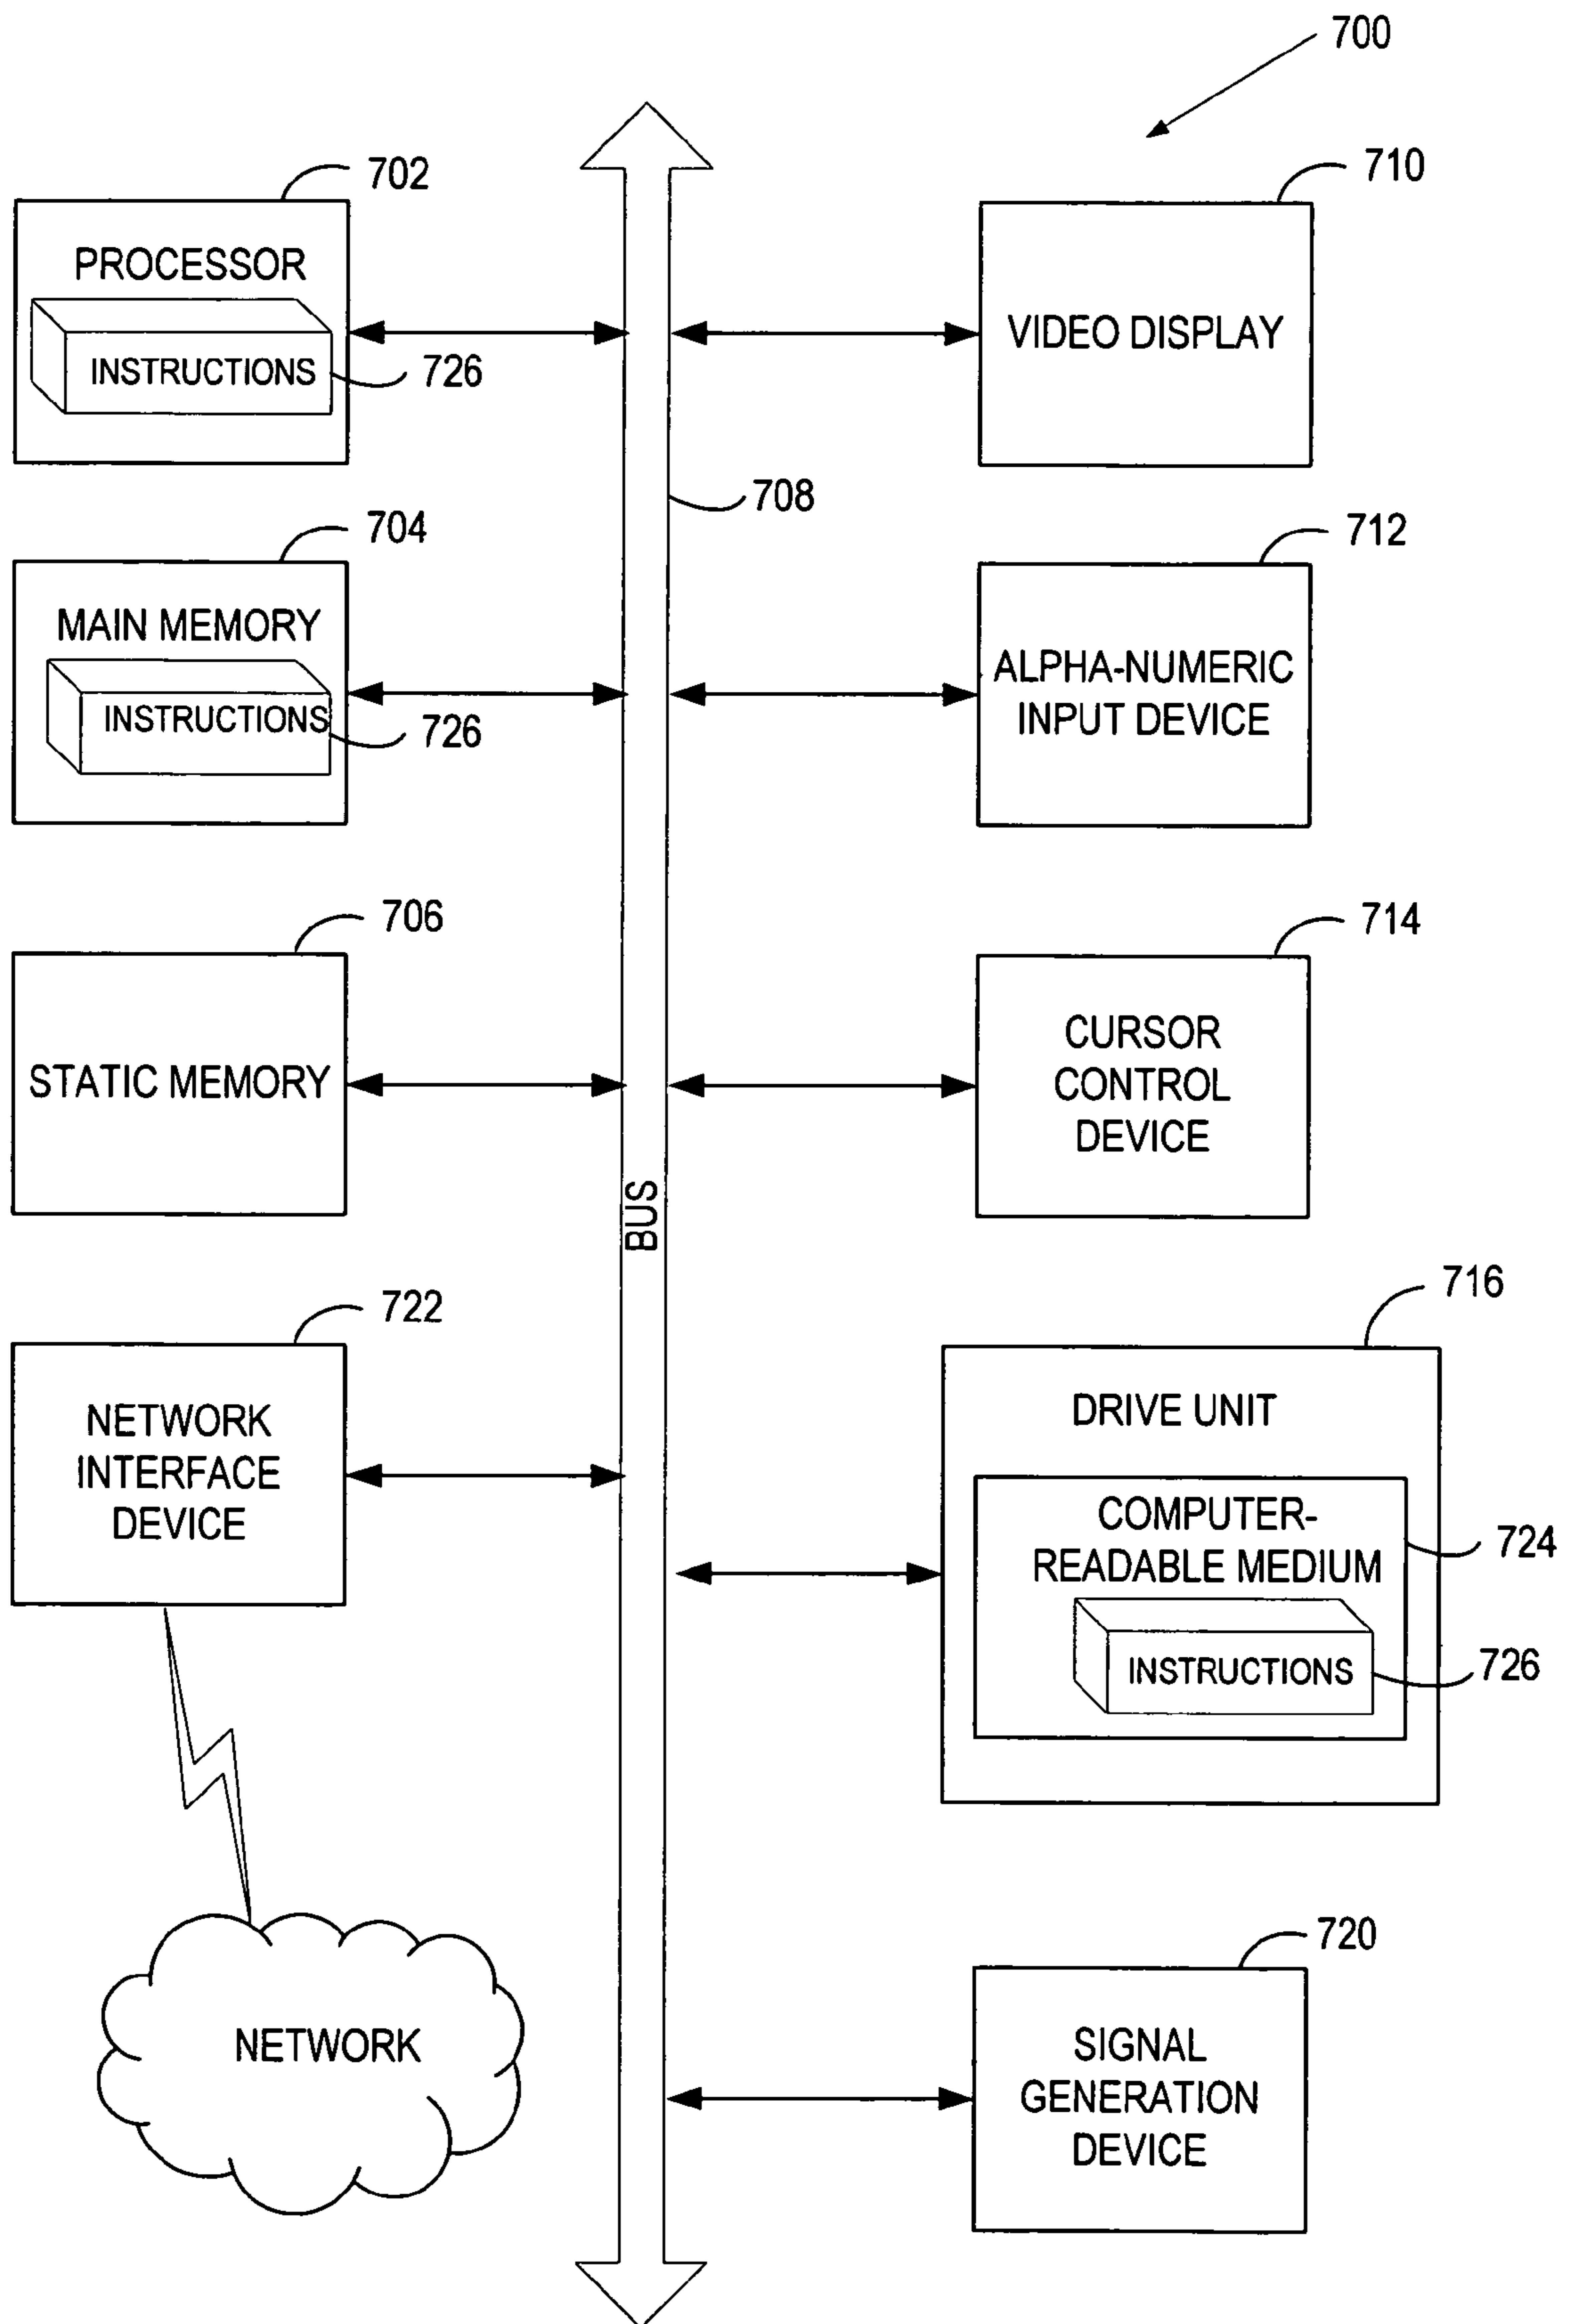 700
702
PROCESSOR
INSTRUCTIONS
726
710
VIDEO DISPLAY
708
704
MAIN MEMORY
INSTRUCTIONS
726
712
ALPHA-NUMERIC
INPUT DEVICE
706
STATIC MEMORY
714
CURSOR
CONTROL
DEVICE
BUS
722
NETWORK
INTERFACE
DEVICE
716
DRIVE UNIT
COMPUTER-
READABLE MEDIUM
724
INSTRUCTIONS
726
NETWORK
720
SIGNAL
GENERATION
DEVICE